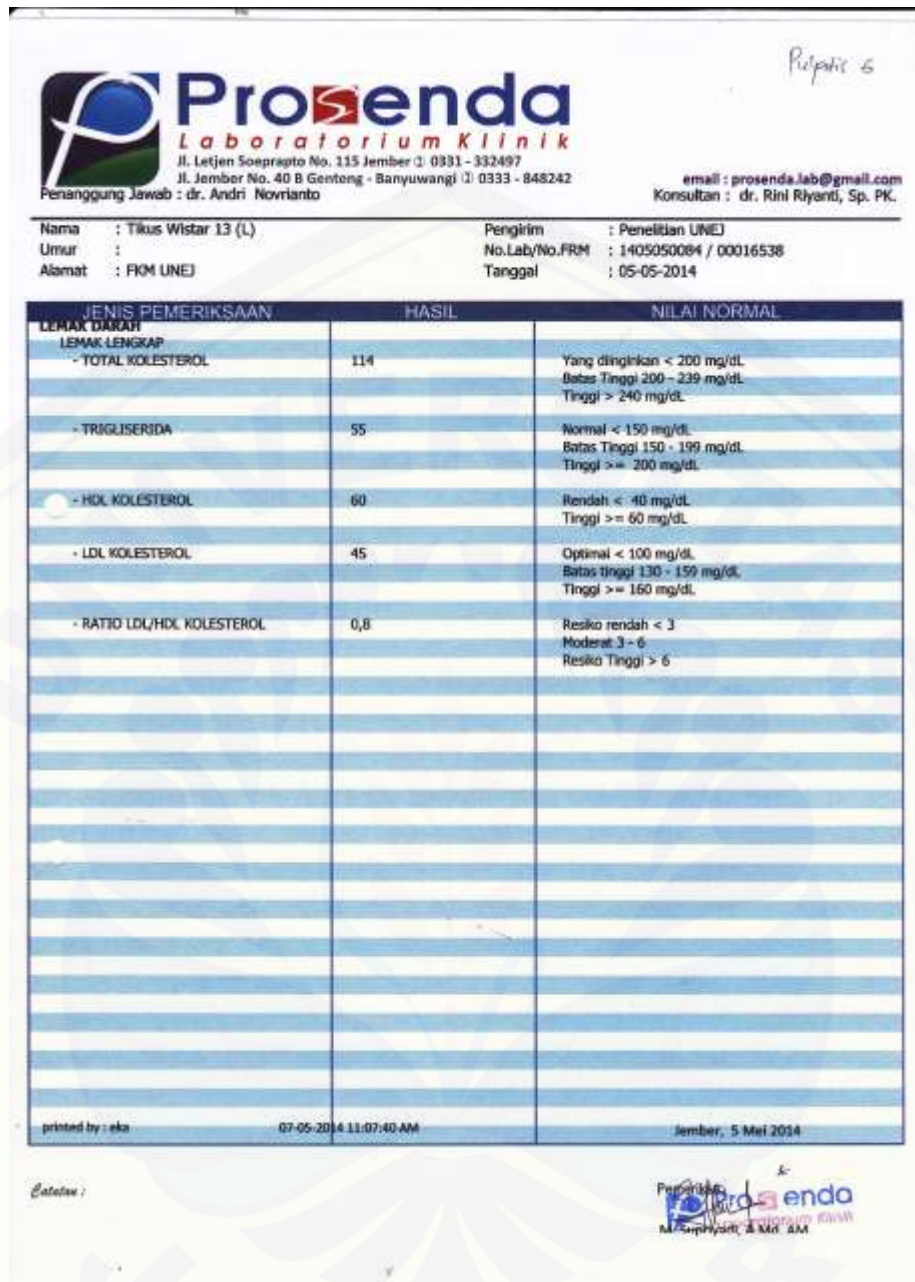 Prosenda
Laboratorium Klinik
Jl. Letjen Soeprapto No. 115 Jember ✆ 0331 - 332497
Jl. Jember No. 40 B Genteng - Banyuwangi ✆ 0333 - 848242
email : prosenda.lab@gmail.com
Penanggung Jawab : dr. Andri Novrianto
Konsultan : dr. Rini Riyanti, Sp. PK.
Nama : Tikus Wistar 13 (L) Pengirim : Penelitian UNEJ
Umur : No.Lab/No.FRM : 1405050084 / 00016538
Alamat : FKM UNEJ Tanggal : 05-05-2014
JENIS PEMERIKSAAN HASIL NILAI NORMAL
LEMAK DARAH
LEMAK LENGKAP
- TOTAL KOLESTEROL 114 Yang diinginkan < 200 mg/dL
Batas Tinggi 200 - 239 mg/dL
Tinggi > 240 mg/dL
- TRIGLISERIDA 55 Normal < 150 mg/dL
Batas Tinggi 150 - 199 mg/dL
Tinggi >= 200 mg/dL
- HDL KOLESTEROL 60 Rendah < 40 mg/dL
Tinggi >= 60 mg/dL
- LDL KOLESTEROL 45 Optimal < 100 mg/dL
Batas tinggi 130 - 159 mg/dL
Tinggi >= 160 mg/dL
- RATIO LDL/HDL KOLESTEROL 0,8 Resiko rendah < 3
Moderat 3 - 6
Resiko Tinggi > 6
printed by : eka 07-05-2014 11:07:40 AM Jember, 5 Mei 2014
Catatan :
Pemeriksa
Prosenda
Laboratorium Klinik
M. Supriyadi, A.Md. AM